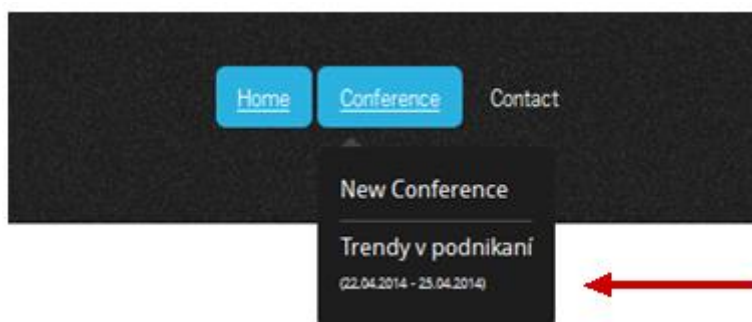 Home Conference Contact
New Conference
Trendy v podnikaní
(22.04.2014 - 25.04.2014)